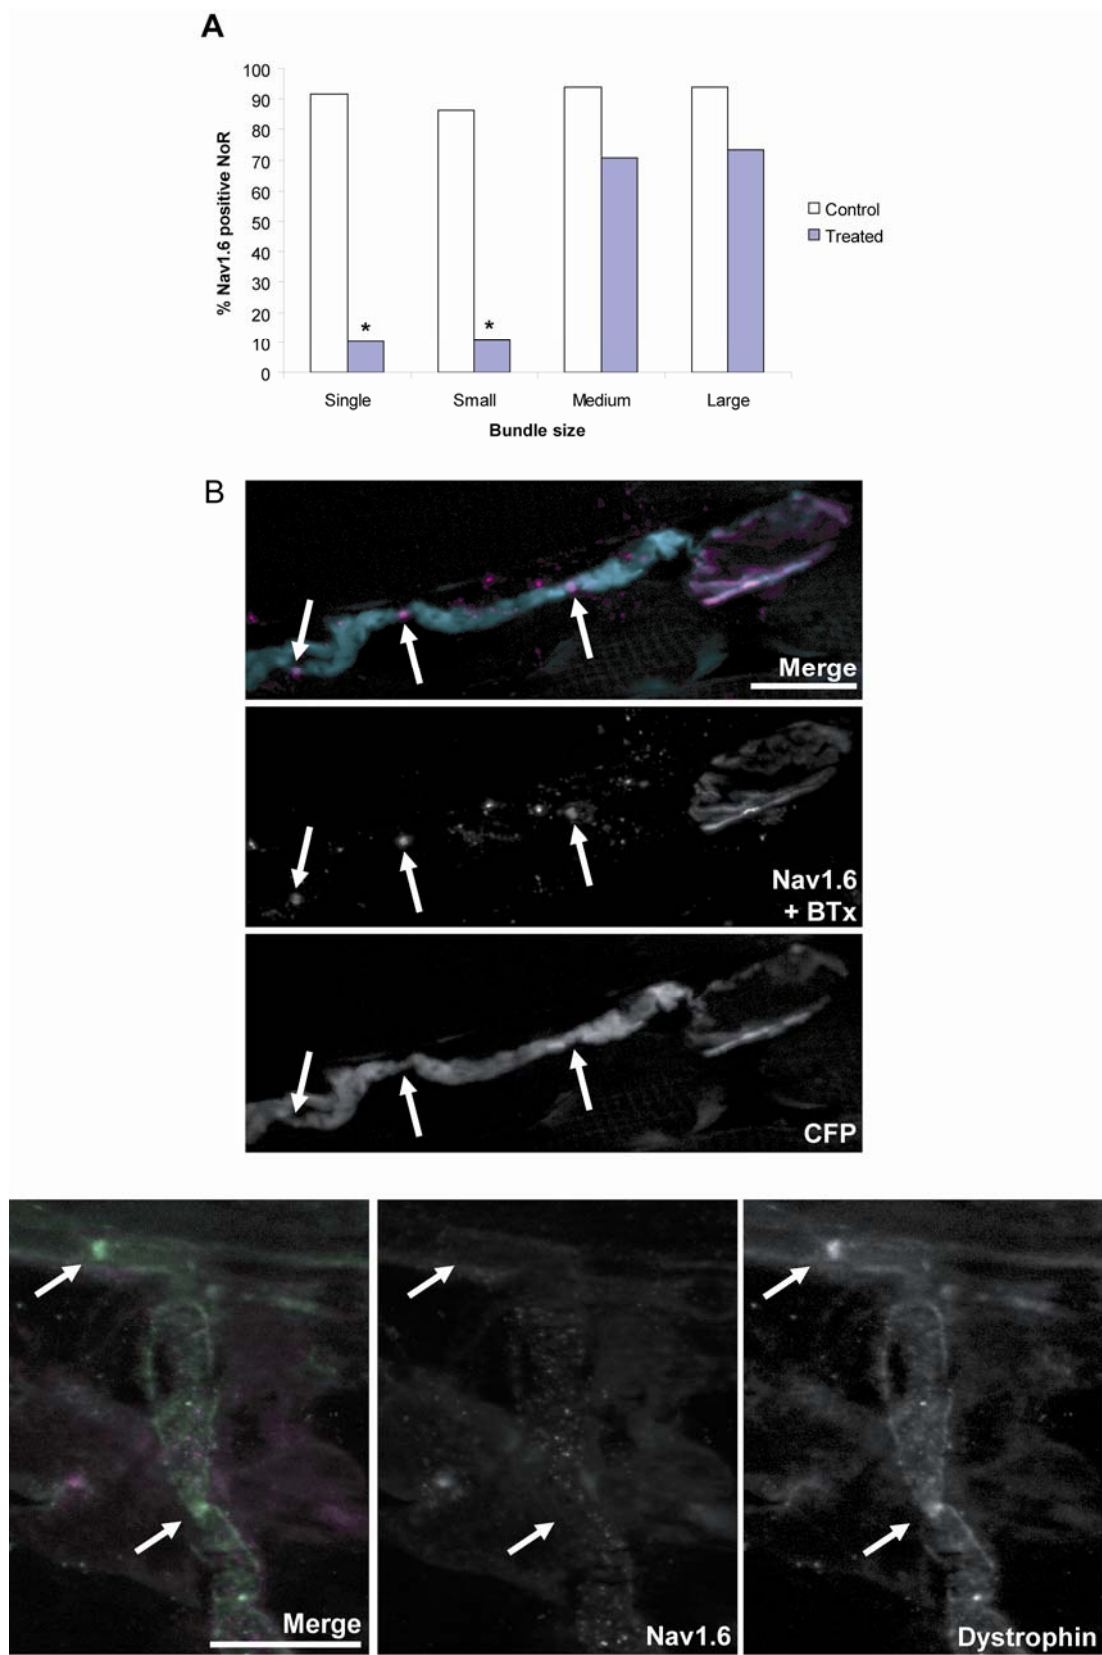 A
100
90
80
70
60
50
40
30
20
10
0
% Nav1.6 positive NoR
*
*
Control
Treated
Single Small Medium Large
Bundle size
B
Merge
Nav1.6
+ BTx
CFP
Merge
Nav1.6
Dystrophin